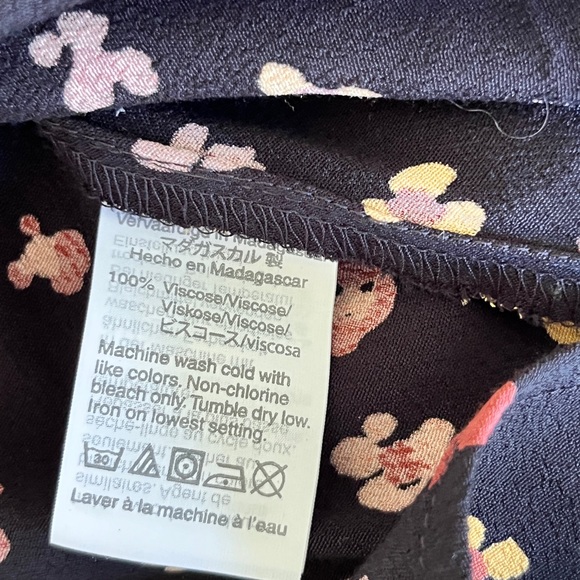 Vervaard
マダガスカル 製
Hecho en Madagascar
100% Viscose/Viscose/
Viskose/Viscose/
ビスコース/viscosa
Machine wash cold with
like colors. Non-chlorine
bleach only. Tumble dry low.
Iron on lowest setting.
30
Laver à la machine à l'eau